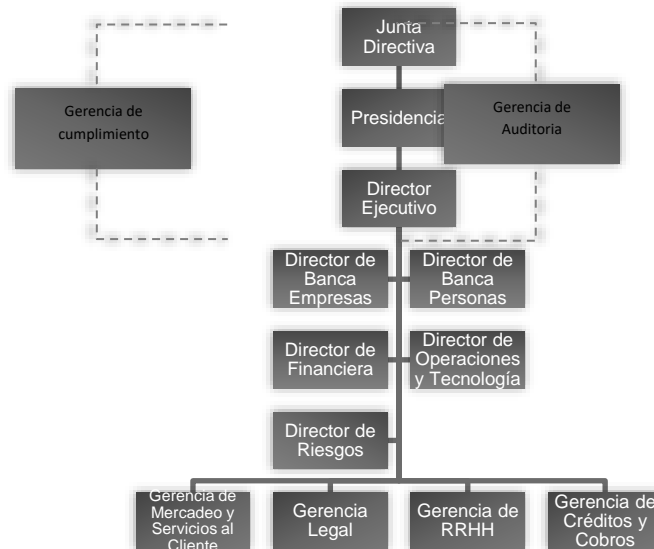 Junta
Directiva
Gerencia de
cumplimiento
Presidencia
Gerencia de
Auditoria
Director
Ejecutivo
Director de
Banca
Empresas
Director de
Banca
Personas
Director de
Financiera
Director de
Operaciones
y Tecnología
Director de
Riesgos
Gerencia de
Mercadeo y
Servicios al
Cliente
Gerencia
Legal
Gerencia de
RRHH
Gerencia de
Créditos y
Cobros